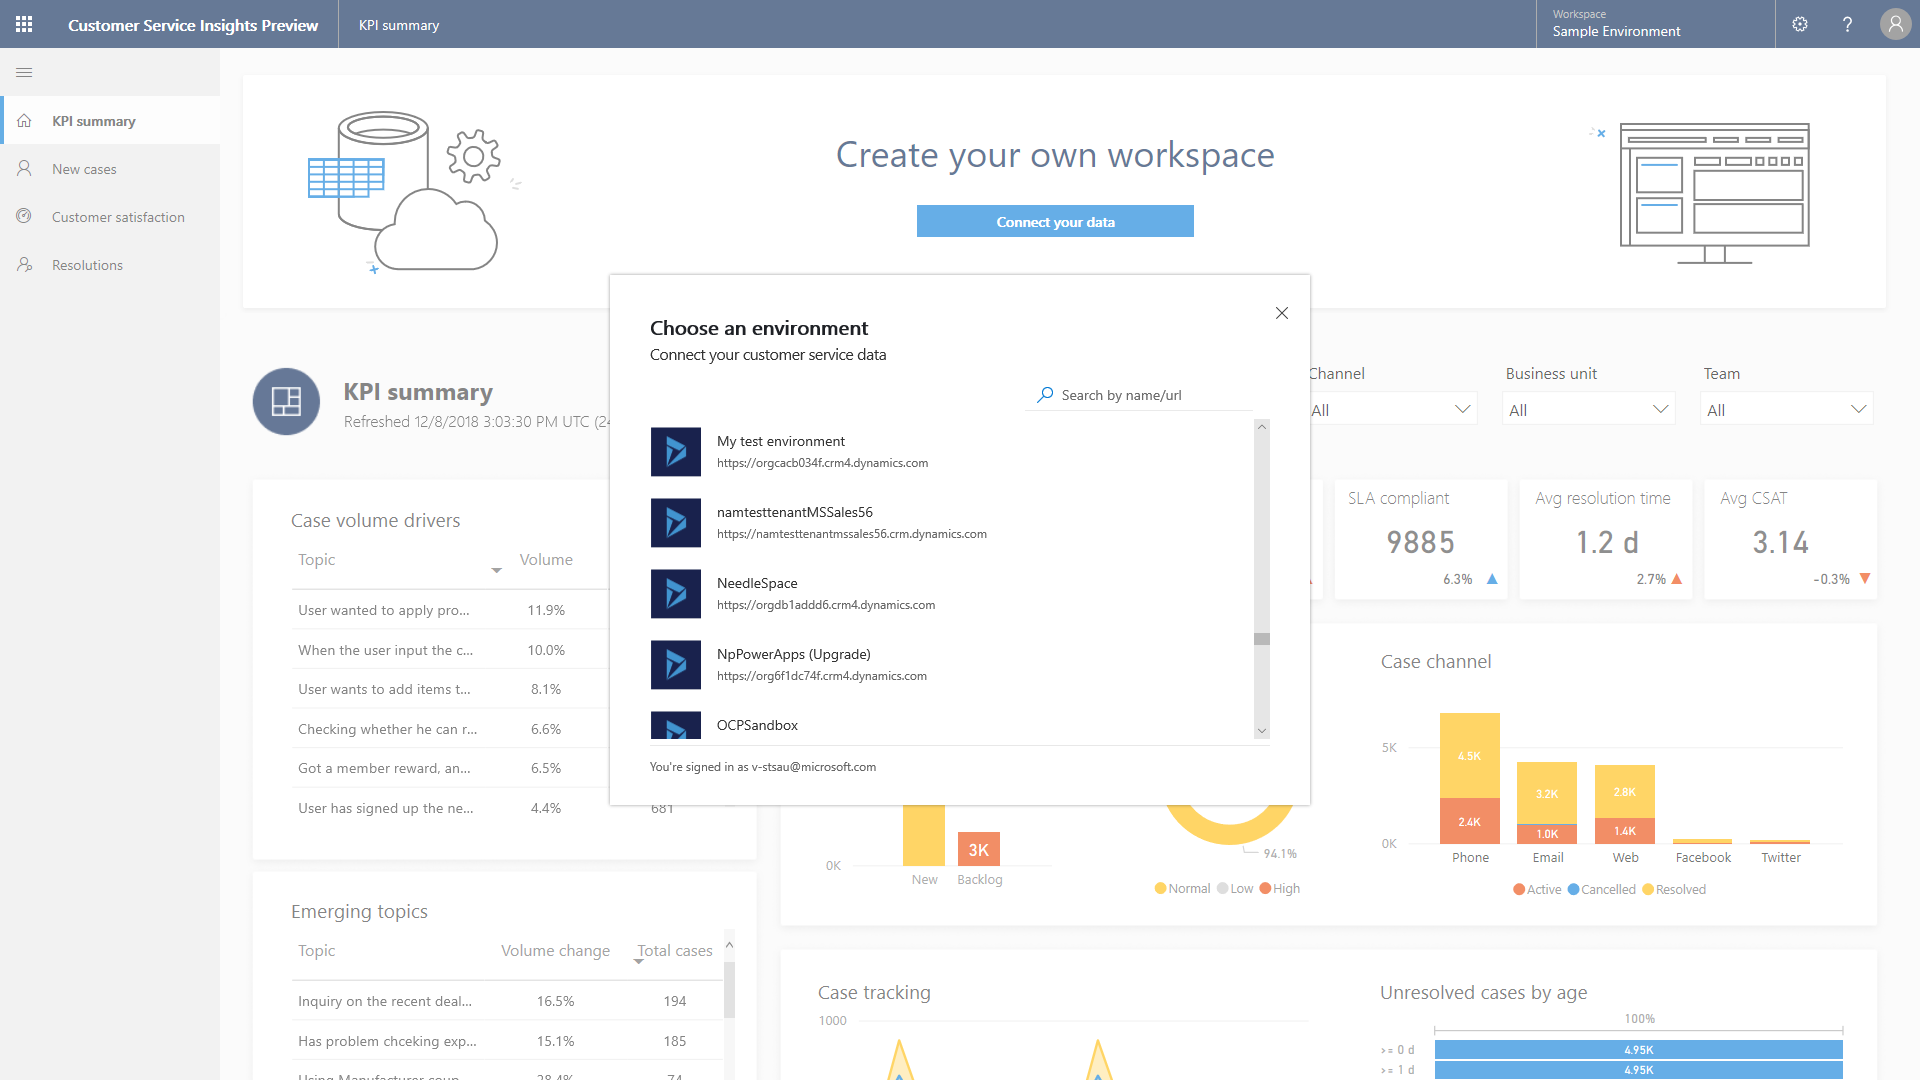 Customer Service Insights Preview
KPI summary
Workspace
Sample Environment
?
KPI summary
New cases
Customer satisfaction
Resolutions
Create your own workspace
Connect your data
Choose an environment
Connect your customer service data
Search by name/url
My test environment
https://orgcacb034f.crm4.dynamics.com
namtesttenantMSSales56
https://namtesttenantmssales56.crm.dynamics.com
NeedleSpace
https://orgdb1addd6.crm4.dynamics.com
NpPowerApps (Upgrade)
https://org6f1dc74f.crm4.dynamics.com
OCPSandbox
You're signed in as v-stsau@microsoft.com
KPI summary
Refreshed 12/8/2018 3:03:30 PM UTC (24
Channel
All
Business unit
All
Team
All
SLA compliant
9885
6.3%
Avg resolution time
1.2 d
2.7%
Avg CSAT
3.14
-0.3%
Case volume drivers
Topic Volume
User wanted to apply pro... 11.9%
When the user input the c... 10.0%
User wants to add items t... 8.1%
Checking whether he can r... 6.6%
Got a member reward, an... 6.5%
User has signed up the ne... 4.4% 681
0K
3K
New Backlog
94.1%
Normal Low High
Case channel
5K
0K
4.5K
2.4K
3.2K
1.0K
2.8K
1.4K
Phone Email Web Facebook Twitter
Active Cancelled Resolved
Emerging topics
Topic Volume change Total cases
Inquiry on the recent deal... 16.5% 194
Has problem chceking exp... 15.1% 185
Using Manufacturer coup... 28.4% 74
Case tracking
1000
Unresolved cases by age
100%
>= 0 d 4.95K
>= 1 d 4.95K